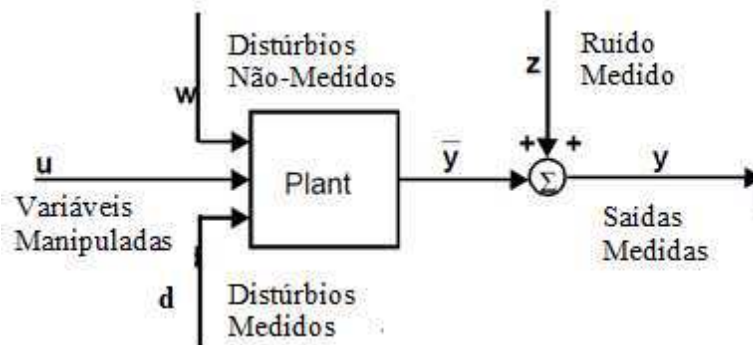 Distúrbios
Não-Medidos
Ruído
Medido
z
w
+ +
u
Plant
y̅
Σ
y
Variáveis
Manipuladas
Saídas
Medidas
d
Distúrbios
Medidos